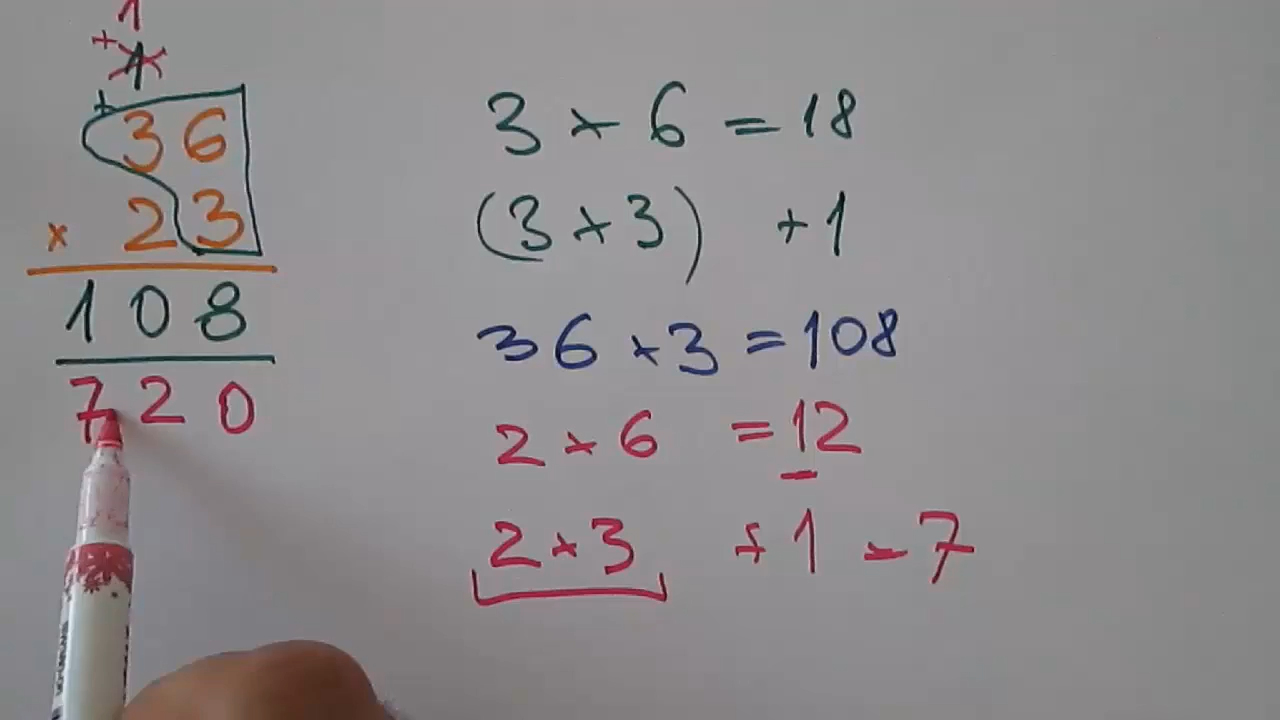 1
+ 1
+
36
x 23
108
720
3 × 6 = 18
(3 × 3) + 1
36 × 3 = 108
2 × 6 = 12
2 × 3 + 1 = 7